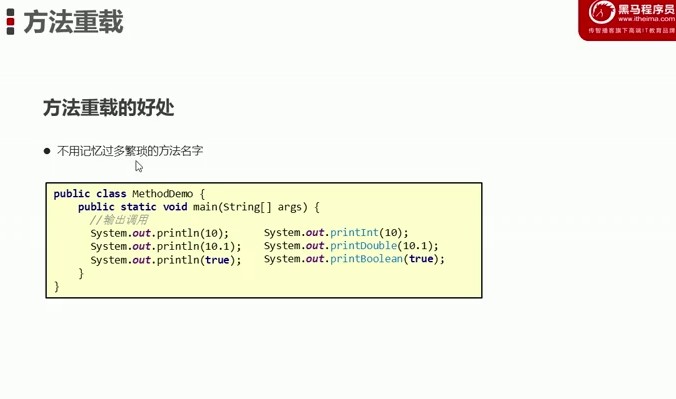 方法重载
黑马程序员
www.itheima.com
传智播客旗下高端IT教育品牌
方法重载的好处
● 不用记忆过多繁琐的方法名字
public class MethodDemo {
public static void main(String[] args) {
//输出调用
System.out.println(10); System.out.printInt(10);
System.out.println(10.1); System.out.printDouble(10.1);
System.out.println(true); System.out.printBoolean(true);
}
}